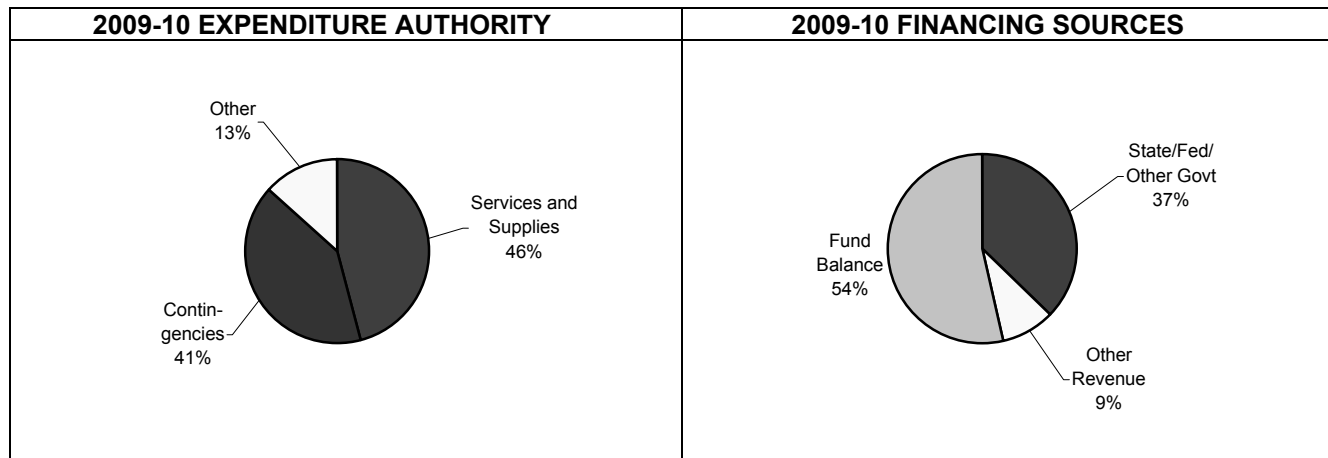 2009-10 EXPENDITURE AUTHORITY
Other
13%
Services and
Supplies
46%
Contin-
gencies
41%
2009-10 FINANCING SOURCES
State/Fed/
Other Govt
37%
Fund
Balance
54%
Other
Revenue
9%